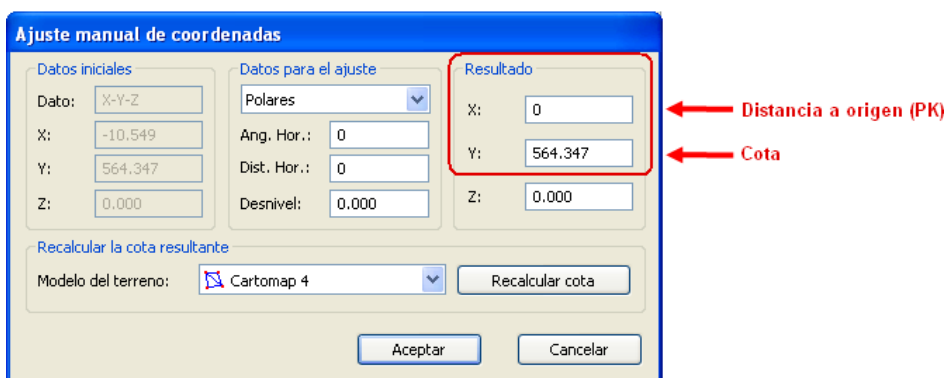 Ajuste manual de coordenadas
Datos iniciales
Dato: X-Y-Z
X: -10.549
Y: 564.347
Z: 0.000
Datos para el ajuste
Polares
Ang. Hor.: 0
Dist. Hor.: 0
Desnivel: 0.000
Resultado
X: 0
Y: 564.347
Z: 0.000
Distancia a origen (PK)
Cota
Recalcular la cota resultante
Modelo del terreno: Cartomap 4 Recalcular cota
Aceptar Cancelar